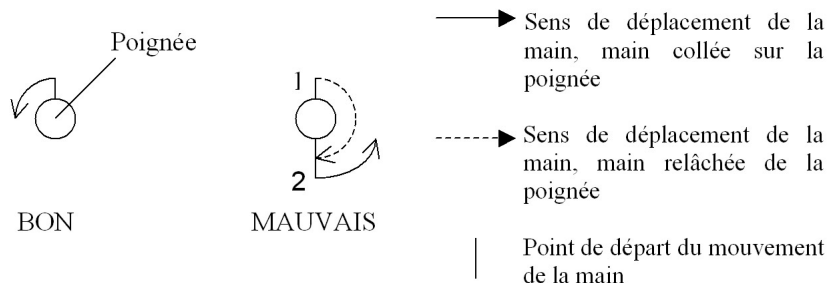 Poignée
1
2
BON
MAUVAIS
Sens de déplacement de la
main, main collée sur la
poignée
Sens de déplacement de la
main, main relâchée de la
poignée
Point de départ du mouvement
de la main